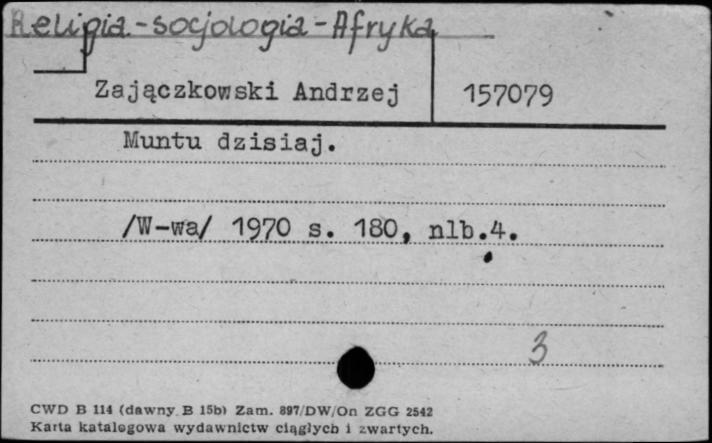 Religia - socjologia - Afryka
Zajączkowski Andrzej 157079
Muntu dzisiaj.
/W-wa/ 1970 s. 180, nlb.4.
3
CWD B 114 (dawny B 15b) Zam. 897/DW/On ZGG 2542
Karta katalogowa wydawnictw ciągłych i zwartych.